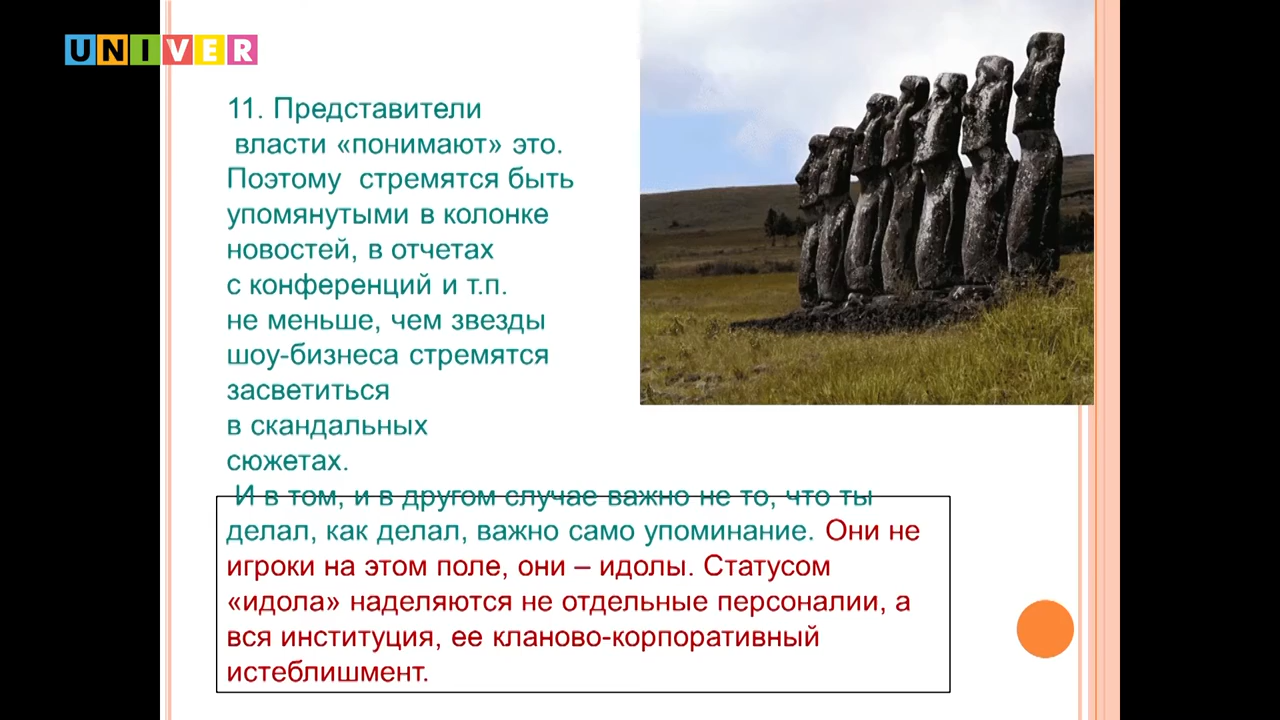 UNIVER
11. Представители
власти «понимают» это.
Поэтому стремятся быть
упомянутыми в колонке
новостей, в отчетах
с конференций и т.п.
не меньше, чем звезды
шоу-бизнеса стремятся
засветиться
в скандальных
сюжетах.
И в том, и в другом случае важно не то, что ты
делал, как делал, важно само упоминание. Они не
игроки на этом поле, они – идолы. Статусом
«идола» наделяются не отдельные персоналии, а
вся институция, ее кланово-корпоративный
истеблишмент.